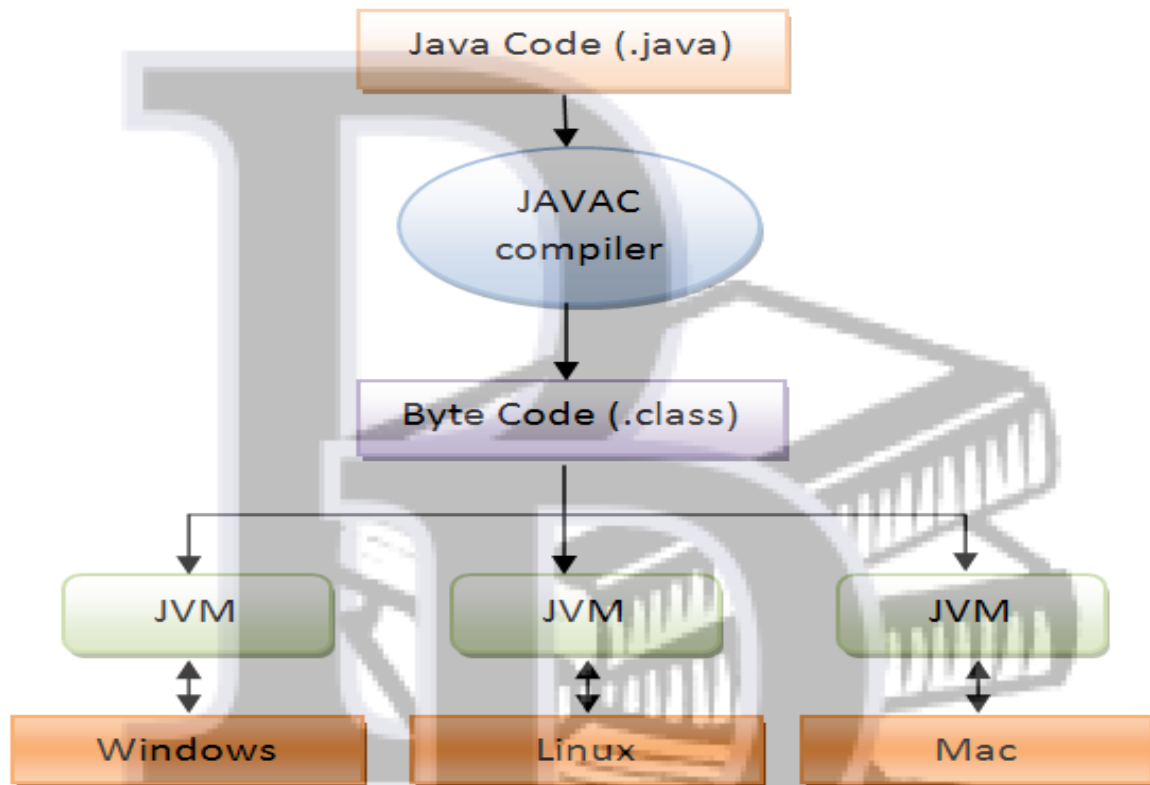 Java Code (.java)
JAVAC
compiler
Byte Code (.class)
JVM
JVM
JVM
Windows
Linux
Mac